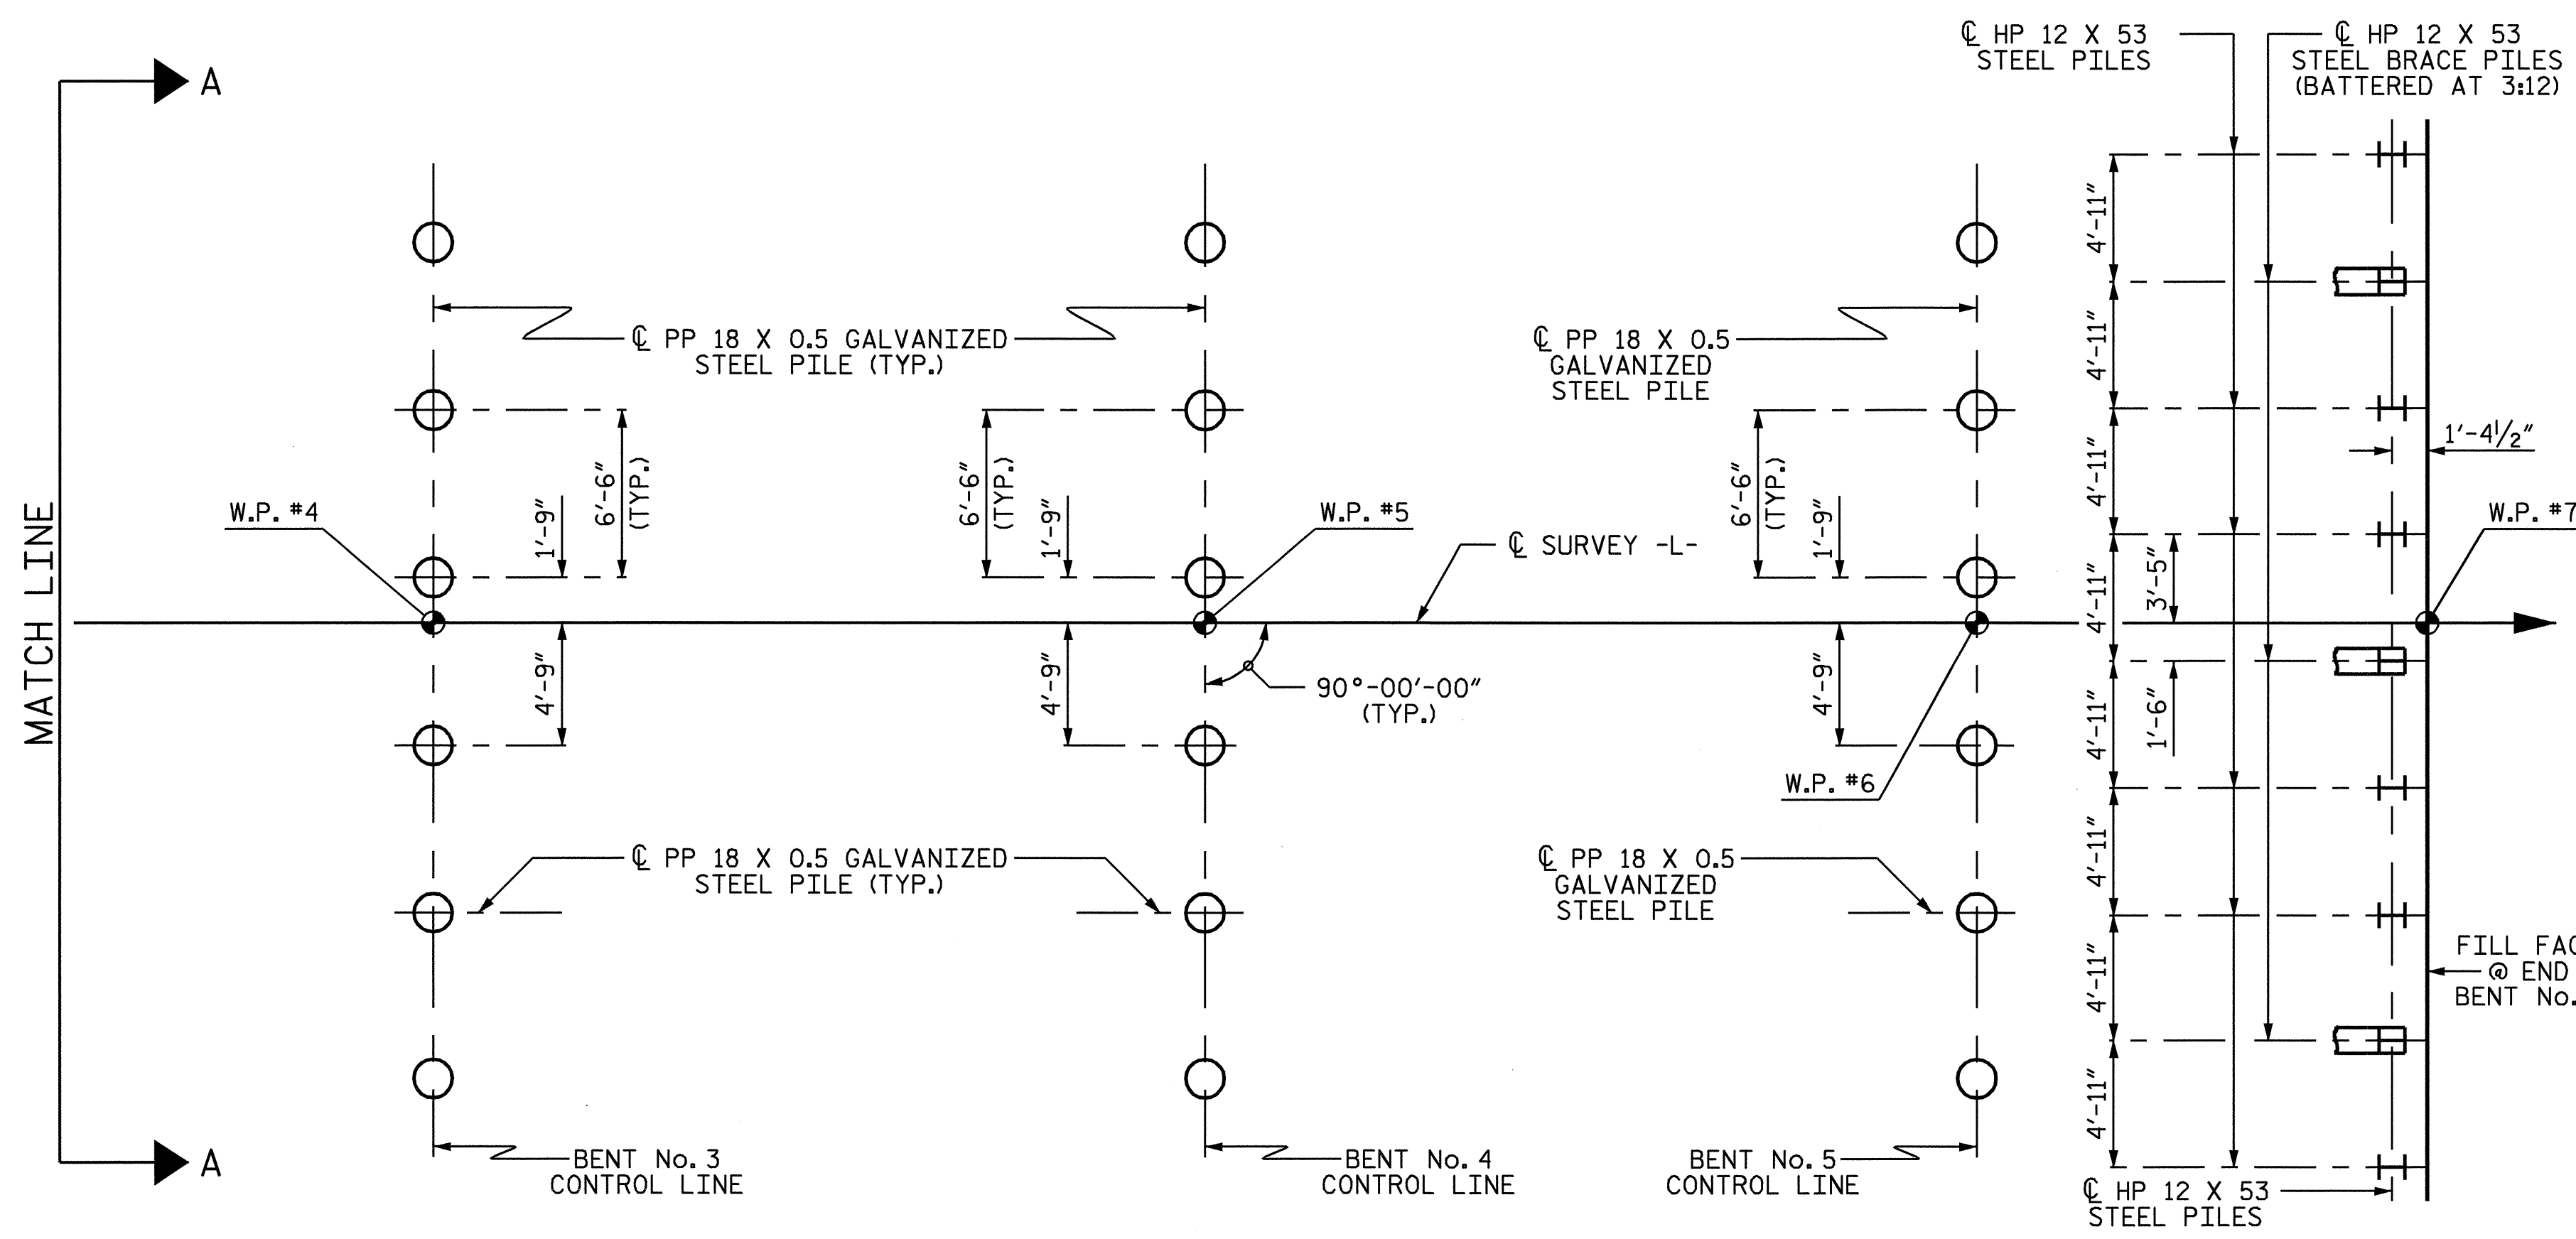 ℄ HP 12 X 53
STEEL PILES
℄ HP 12 X 53
STEEL BRACE PILES
(BATTERED AT 3:12)
A
MATCH LINE
A
℄ PP 18 X 0.5 GALVANIZED
STEEL PILE (TYP.)
℄ PP 18 X 0.5
GALVANIZED
STEEL PILE
W.P. #4
1'-9"
6'-6"
(TYP.)
6'-6"
(TYP.)
1'-9"
W.P. #5
℄ SURVEY -L-
6'-6"
(TYP.)
1'-9"
4'-9"
4'-9"
90°-00'-00"
(TYP.)
4'-9"
W.P. #6
℄ PP 18 X 0.5 GALVANIZED
STEEL PILE (TYP.)
℄ PP 18 X 0.5
GALVANIZED
STEEL PILE
BENT No. 3
CONTROL LINE
BENT No. 4
CONTROL LINE
BENT No. 5
CONTROL LINE
4'-11"
4'-11"
4'-11"
4'-11"
4'-11"
4'-11"
4'-11"
4'-11"
3'-5"
1'-6"
1'-4½"
W.P. #7
FILL FAC
@ END
BENT No.
℄ HP 12 X 53
STEEL PILES